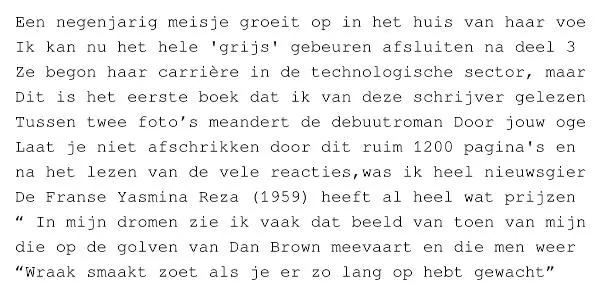 Een negenjarig meisje groeit op in het huis van haar voe
Ik kan nu het hele 'grijs' gebeuren afsluiten na deel 3
Ze begon haar carrière in de technologische sector, maar
Dit is het eerste boek dat ik van deze schrijver gelezen
Tussen twee foto’s meandert de debuutroman Door jouw oge
Laat je niet afschrikken door dit ruim 1200 pagina's en
na het lezen van de vele reacties,was ik heel nieuwsgier
De Franse Yasmina Reza (1959) heeft al heel wat prijzen
“ In mijn dromen zie ik vaak dat beeld van toen van mijn
die op de golven van Dan Brown meevaart en die men weer
“Wraak smaakt zoet als je er zo lang op hebt gewacht”